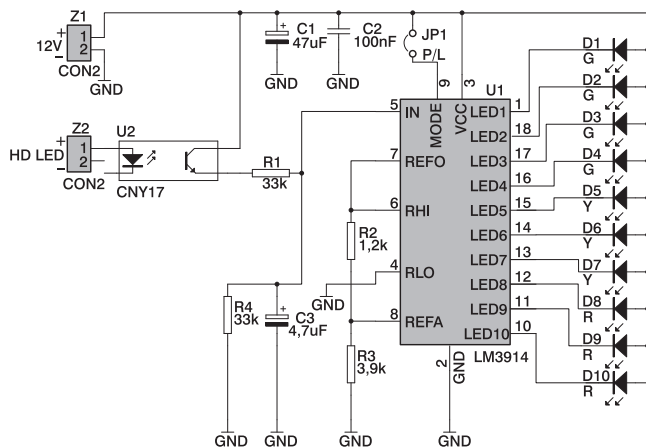 Z1
+
12V
-
1
2
CON2
GND
Z2
+
HD LED
-
1
2
CON2
U2
CNY17
+
C1
47uF
GND
C2
100nF
GND
JP1
P/L
R1
33k
R4
33k
GND
+
C3
4,7uF
GND
R2
1,2k
R3
3,9k
GND
GND
U1
9
MODE
3
VCC
5
IN
7
REFO
6
RHI
4
RLO
8
REFA
2
GND
GND
LM3914
LED1
1
LED2
18
LED3
17
LED4
16
LED5
15
LED6
14
LED7
13
LED8
12
LED9
11
LED10
10
D1
G
D2
G
D3
G
D4
G
D5
Y
D6
Y
D7
Y
D8
R
D9
R
D10
R